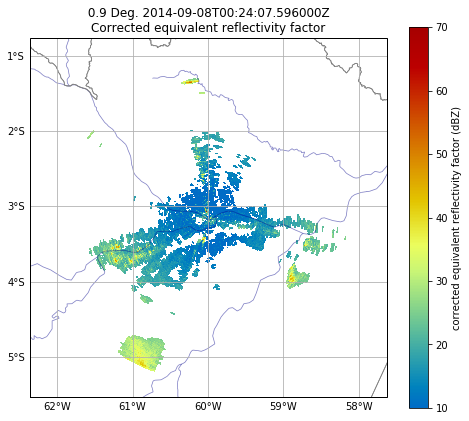 0.9 Deg. 2014-09-08T00:24:07.596000Z
Corrected equivalent reflectivity factor
1°S
2°S
3°S
4°S
5°S
62°W 61°W 60°W 59°W 58°W
70
60
50
40
30
20
10
corrected equivalent reflectivity factor (dBZ)